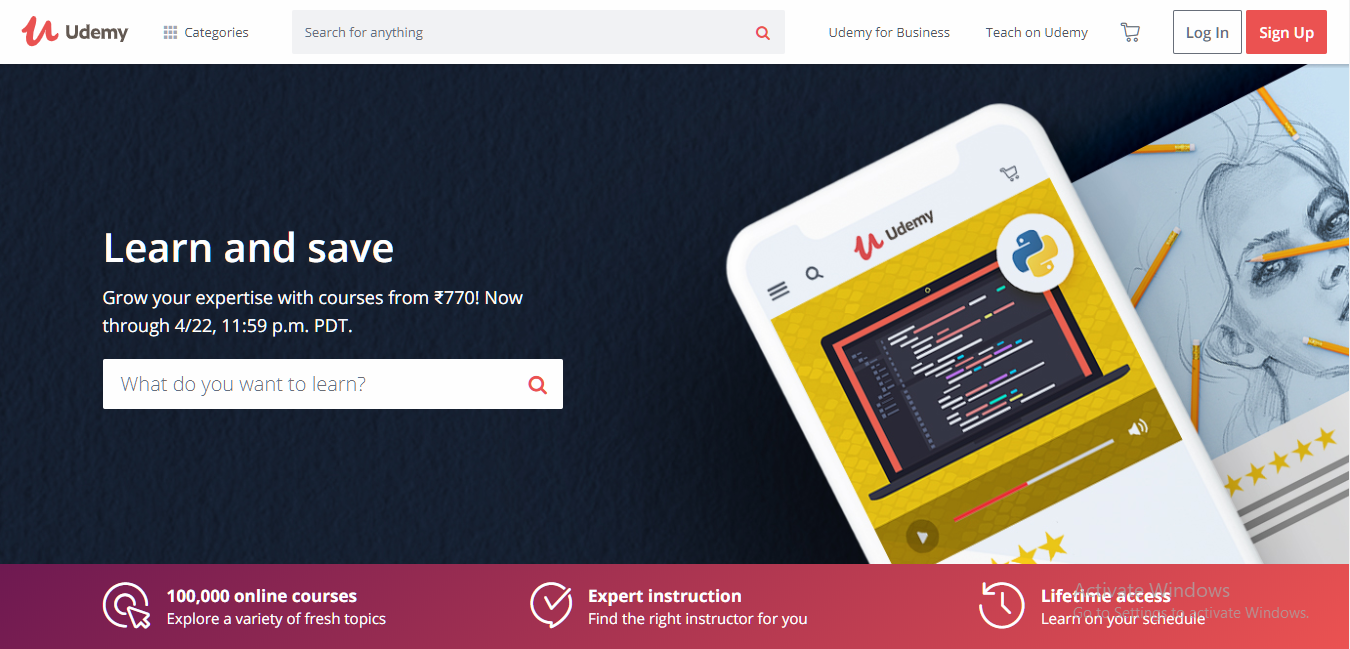 Udemy
Categories
Search for anything
Udemy for Business
Teach on Udemy
Log In
Sign Up
Learn and save
Grow your expertise with courses from ₹770! Now
through 4/22, 11:59 p.m. PDT.
What do you want to learn?
Udemy
100,000 online courses
Explore a variety of fresh topics
Expert instruction
Find the right instructor for you
Lifetime access
Learn on your schedule
Activate Windows
Go to Settings to activate Windows.